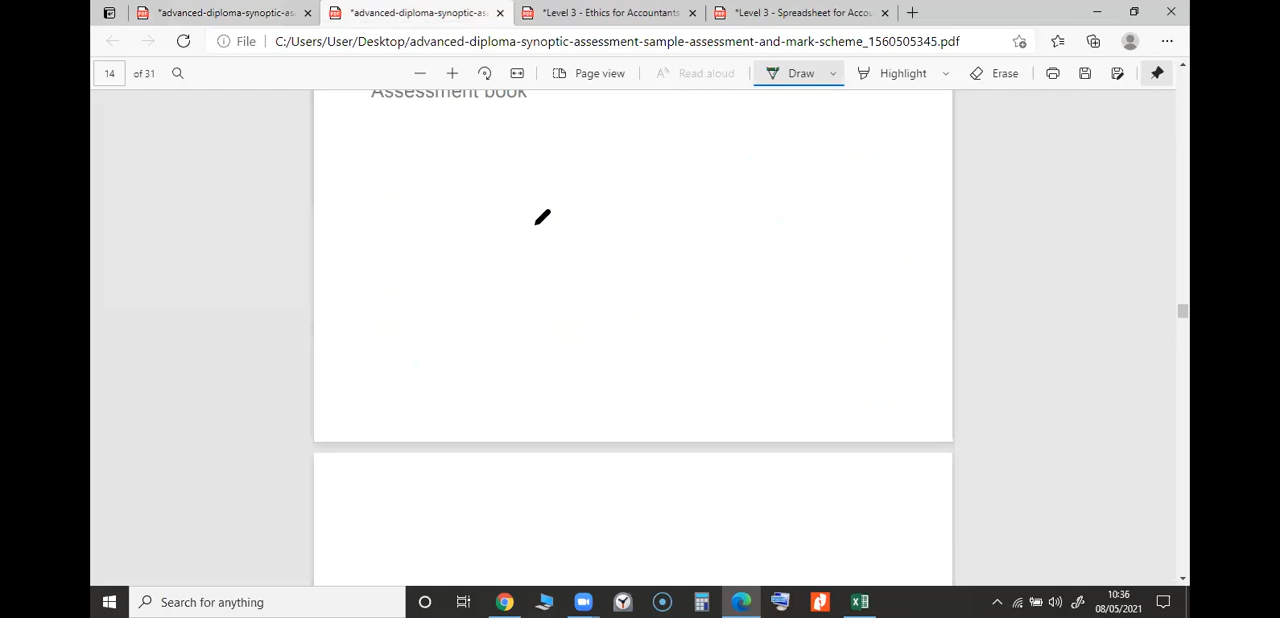 *advanced-diploma-synoptic-as
*advanced-diploma-synoptic-as
*Level 3 - Ethics for Accountants
*Level 3 - Spreadsheet for Accou
File
C:/Users/User/Desktop/advanced-diploma-synoptic-assessment-sample-assessment-and-mark-scheme_1560505345.pdf
14 of 31
Page view
Read aloud
Draw
Highlight
Erase
Assessment book
Search for anything
10:36
08/05/2021